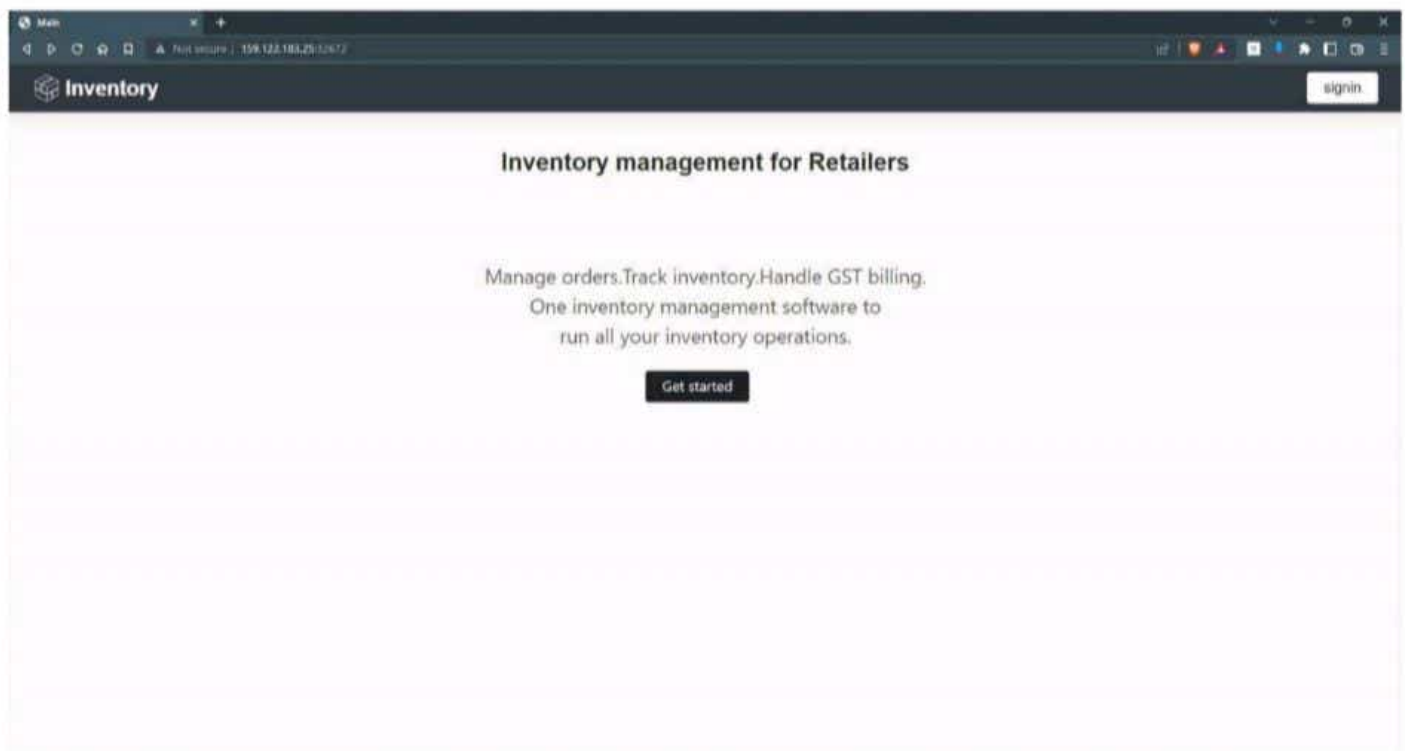 Main
Not secure 159.122.183.25:32672
Inventory
signin
Inventory management for Retailers
Manage orders.Track inventory.Handle GST billing.
One inventory management software to
run all your inventory operations.
Get started